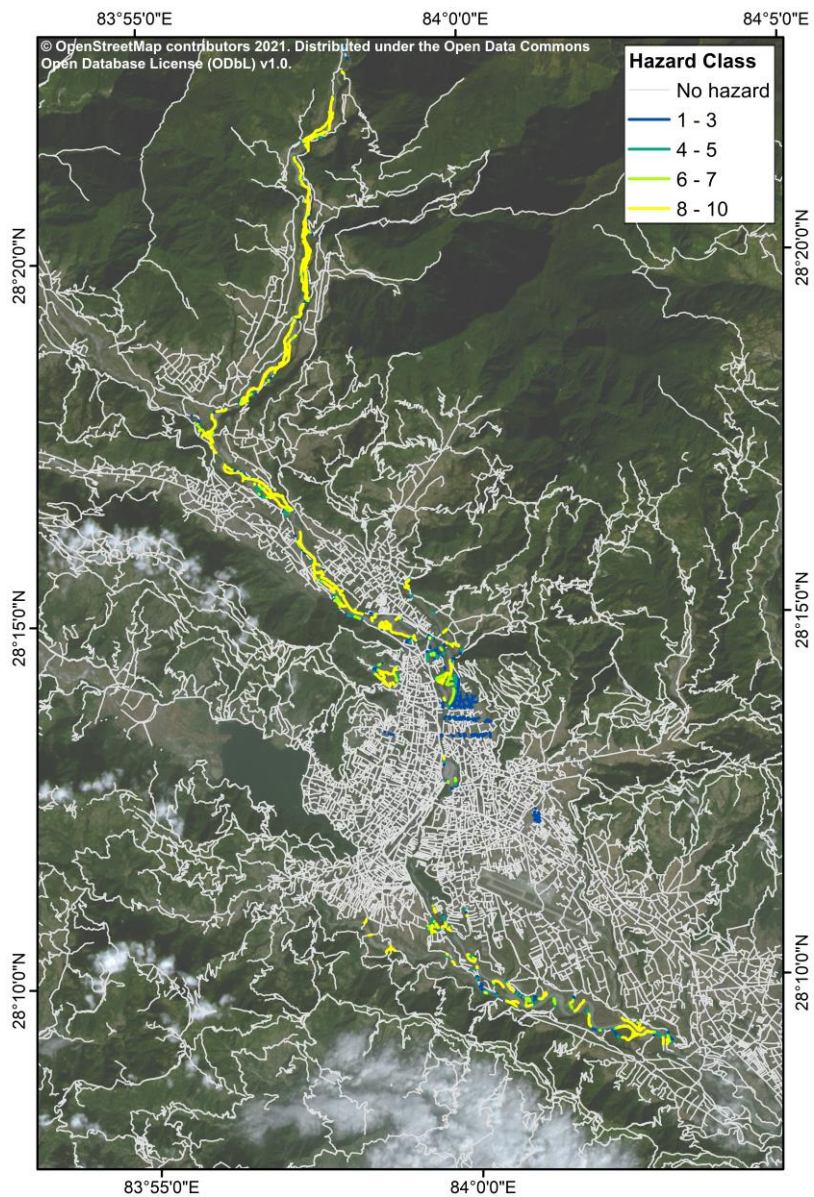 83°55'0"E 84°0'0"E 84°5'0"E
© OpenStreetMap contributors 2021. Distributed under the Open Data Commons
Open Database License (ODbL) v1.0.
Hazard Class
No hazard
1 - 3
4 - 5
6 - 7
8 - 10
28°20'0"N 28°20'0"N
28°15'0"N 28°15'0"N
28°10'0"N 28°10'0"N
83°55'0"E 84°0'0"E